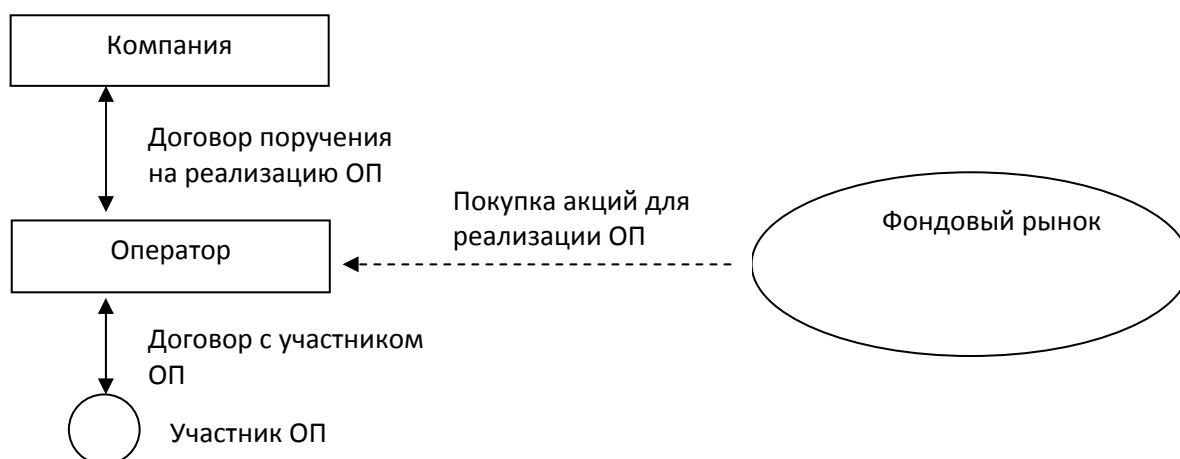 Компания
Договор поручения
на реализацию ОП
Покупка акций для
реализации ОП
Фондовый рынок
Оператор
Договор с участником
ОП
Участник ОП